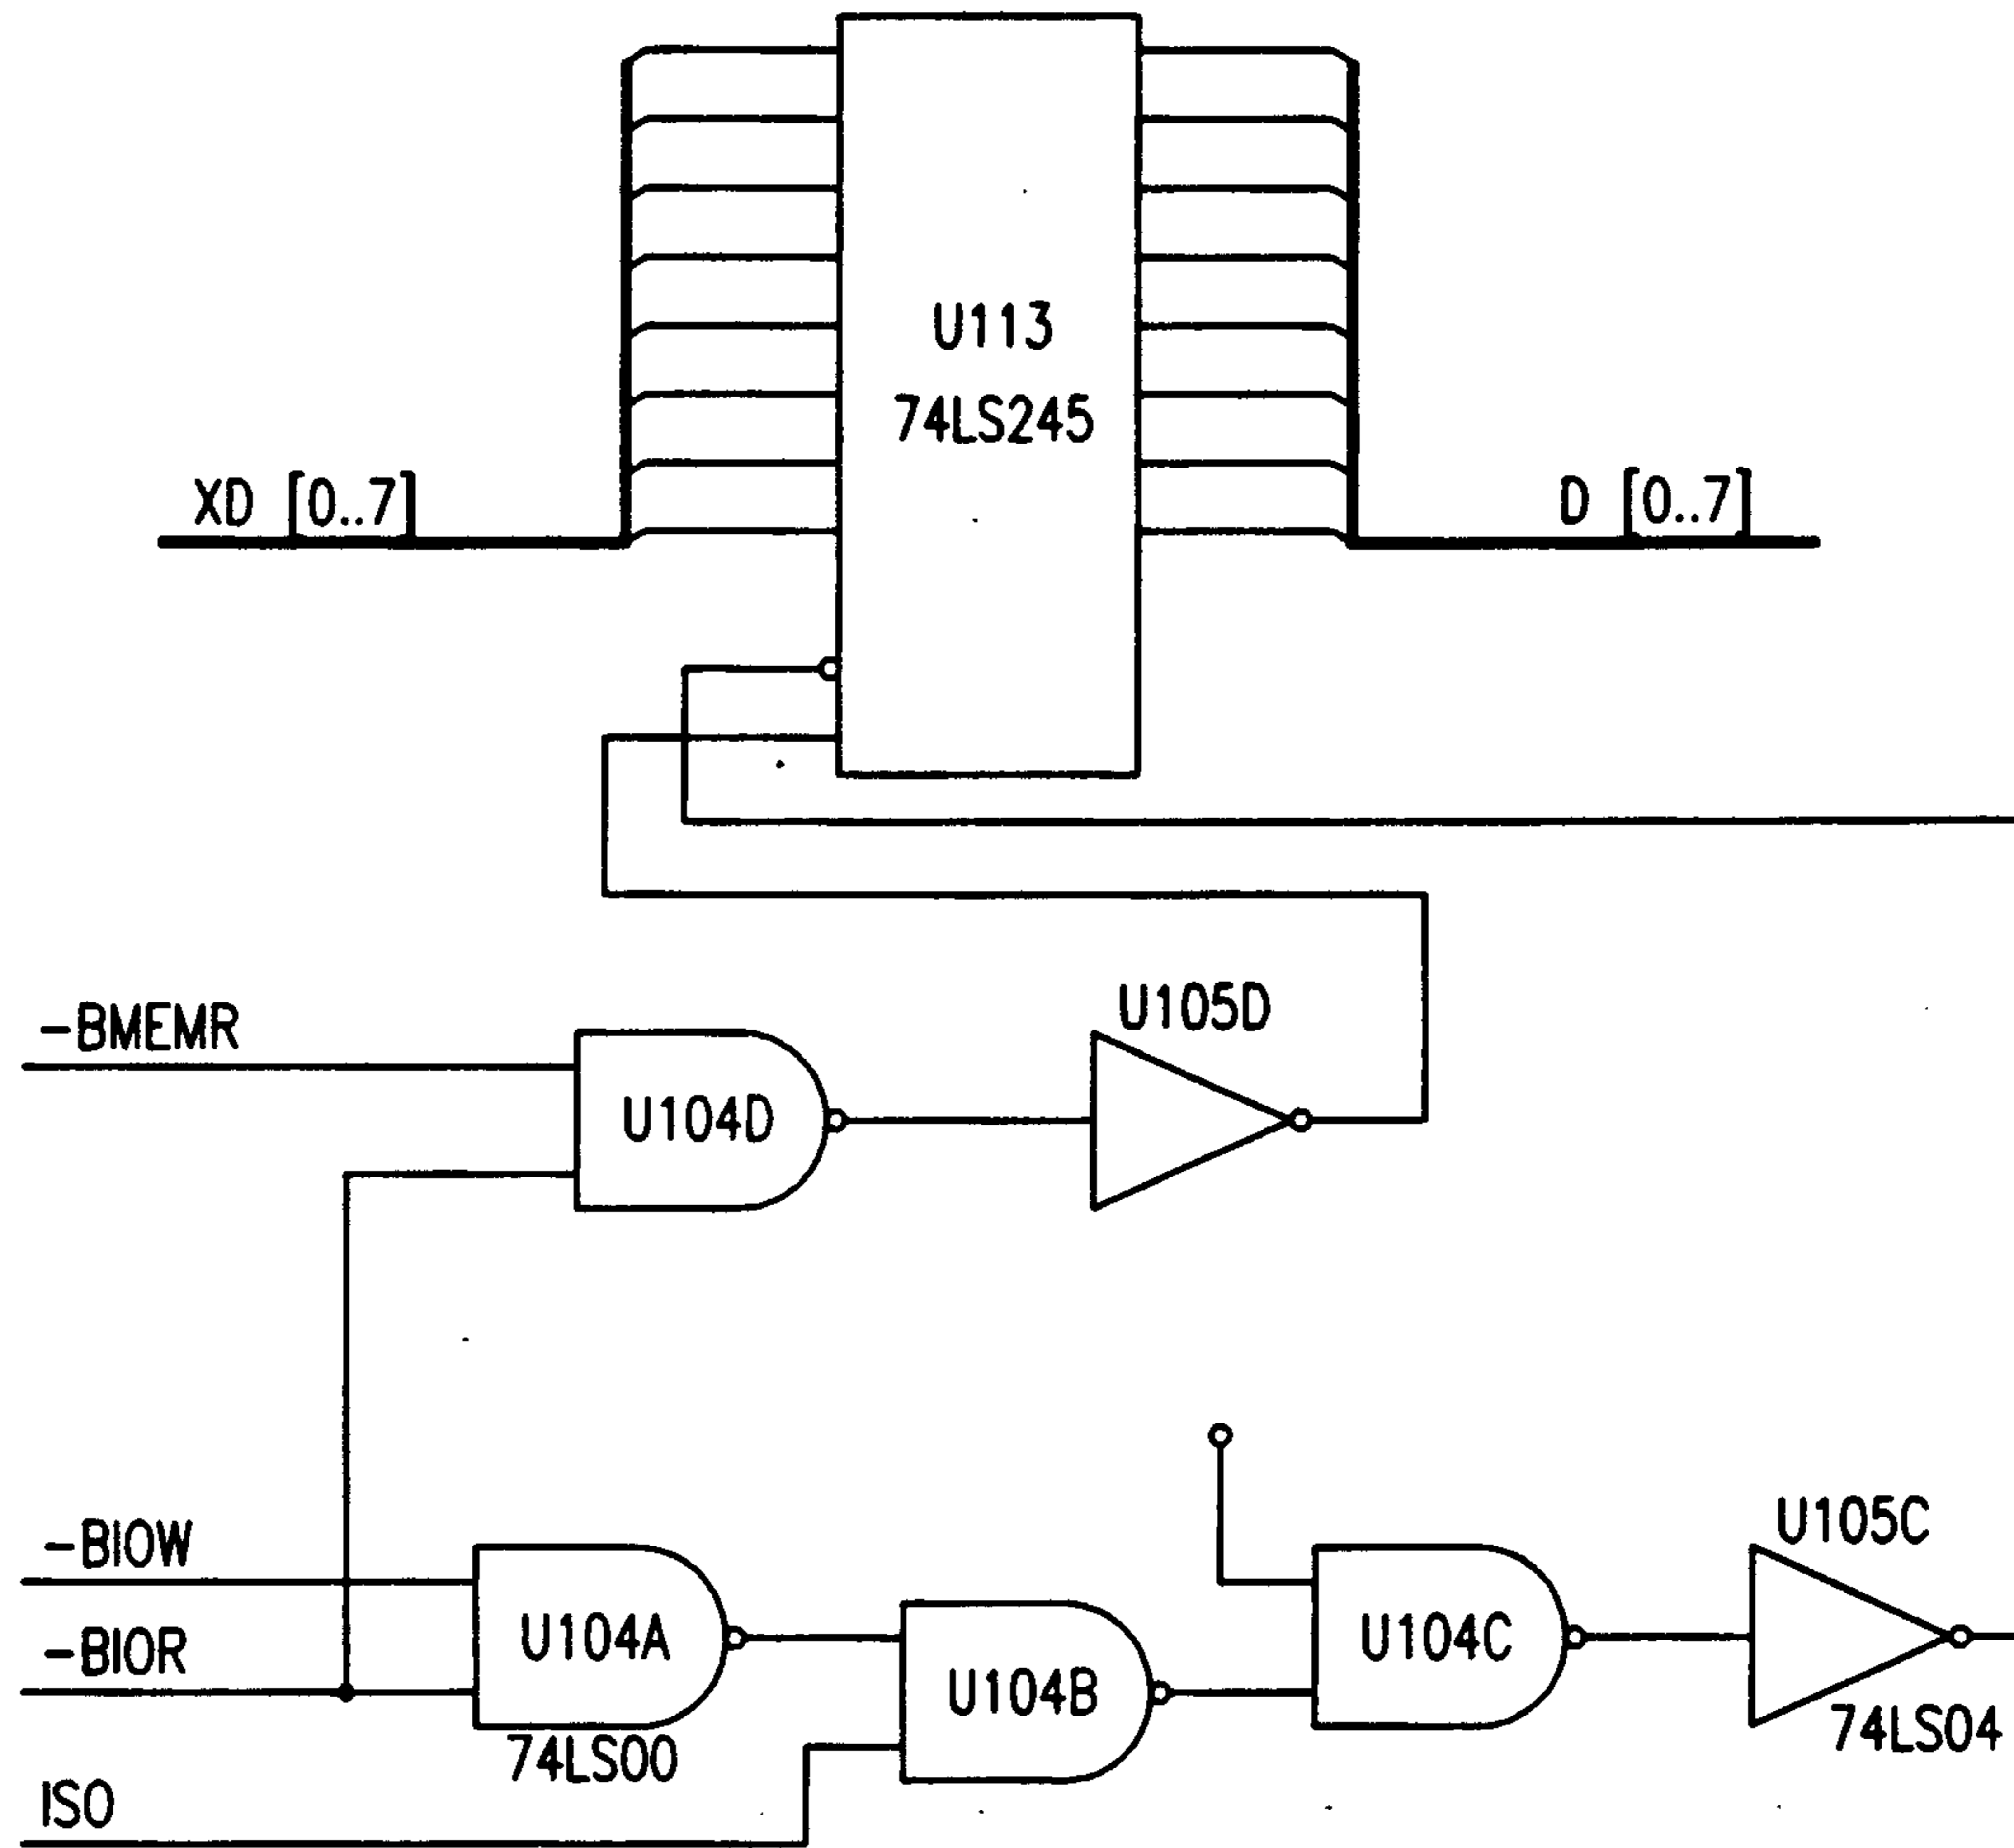 U113
74LS245
XD [0..7]
D [0..7]
-BMEMR
U104D
U105D
-BIOW
-BIOR
U104A
74LS00
U104B
U104C
U105C
74LS04
ISO